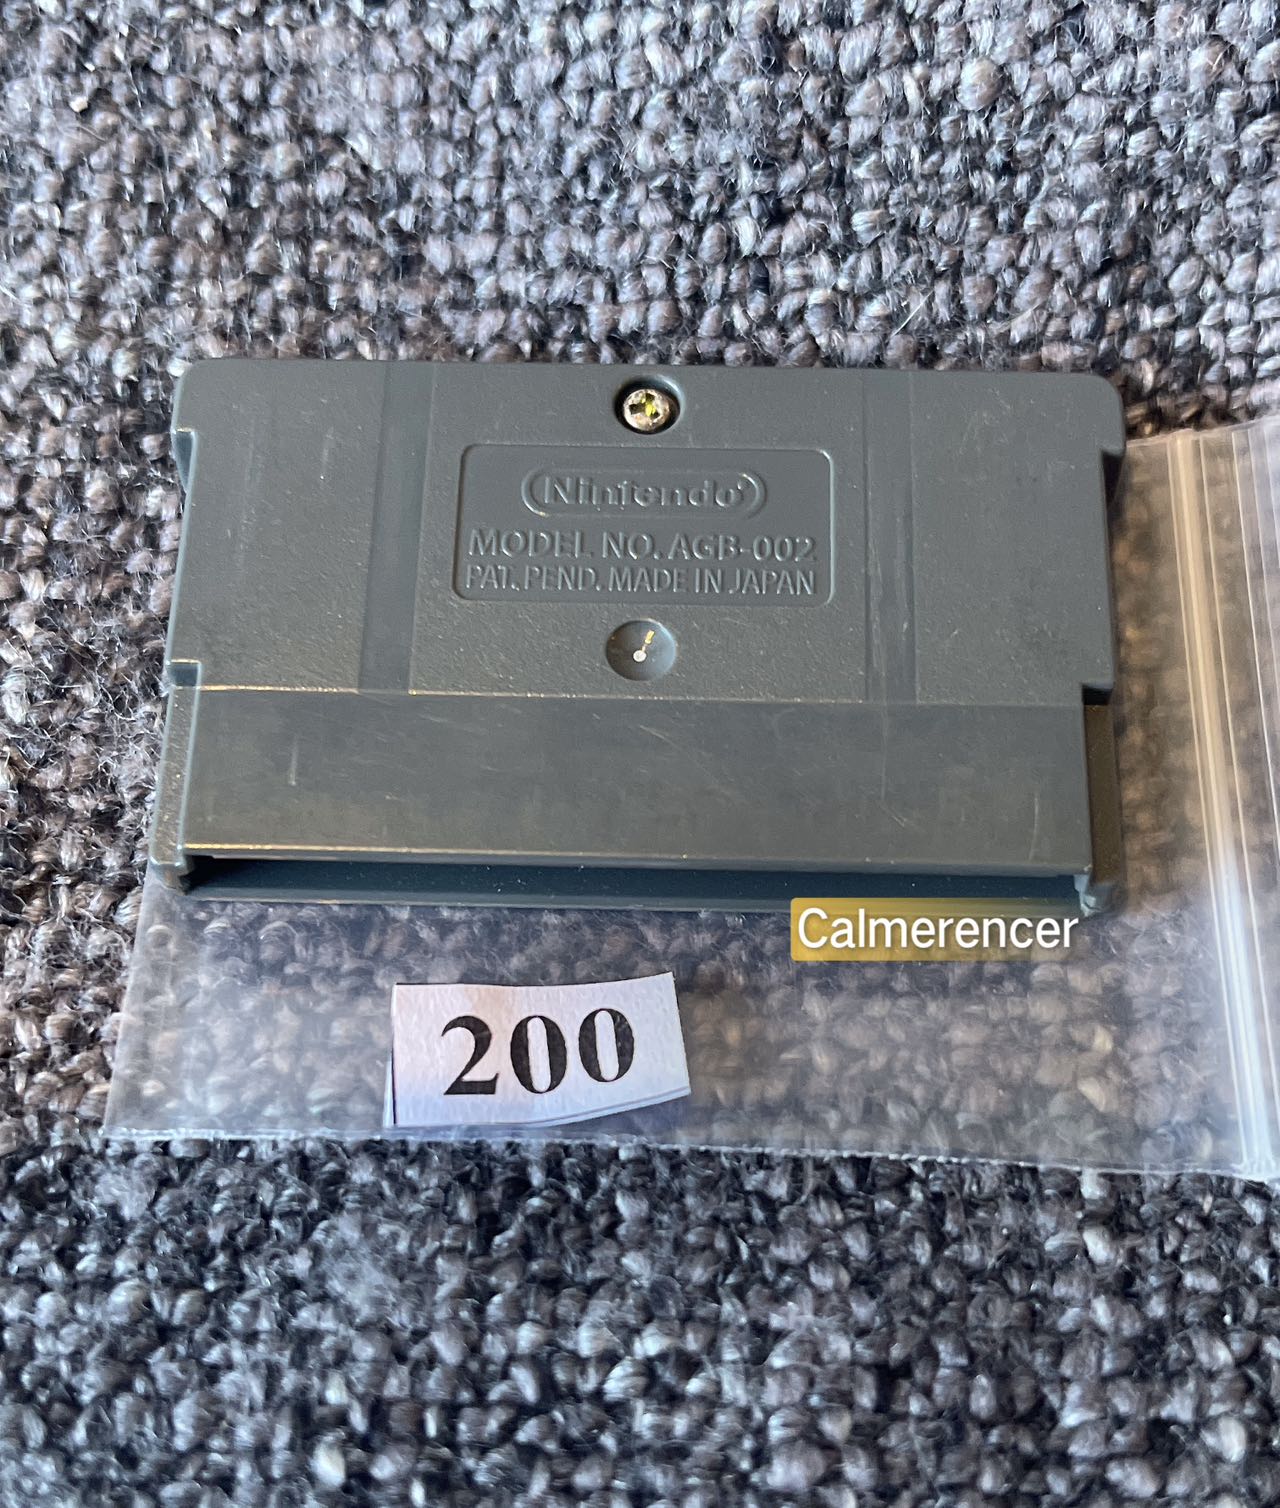 Nintendo
MODEL NO. AGB-002
PAT. PEND. MADE IN JAPAN
Calmerencer
200